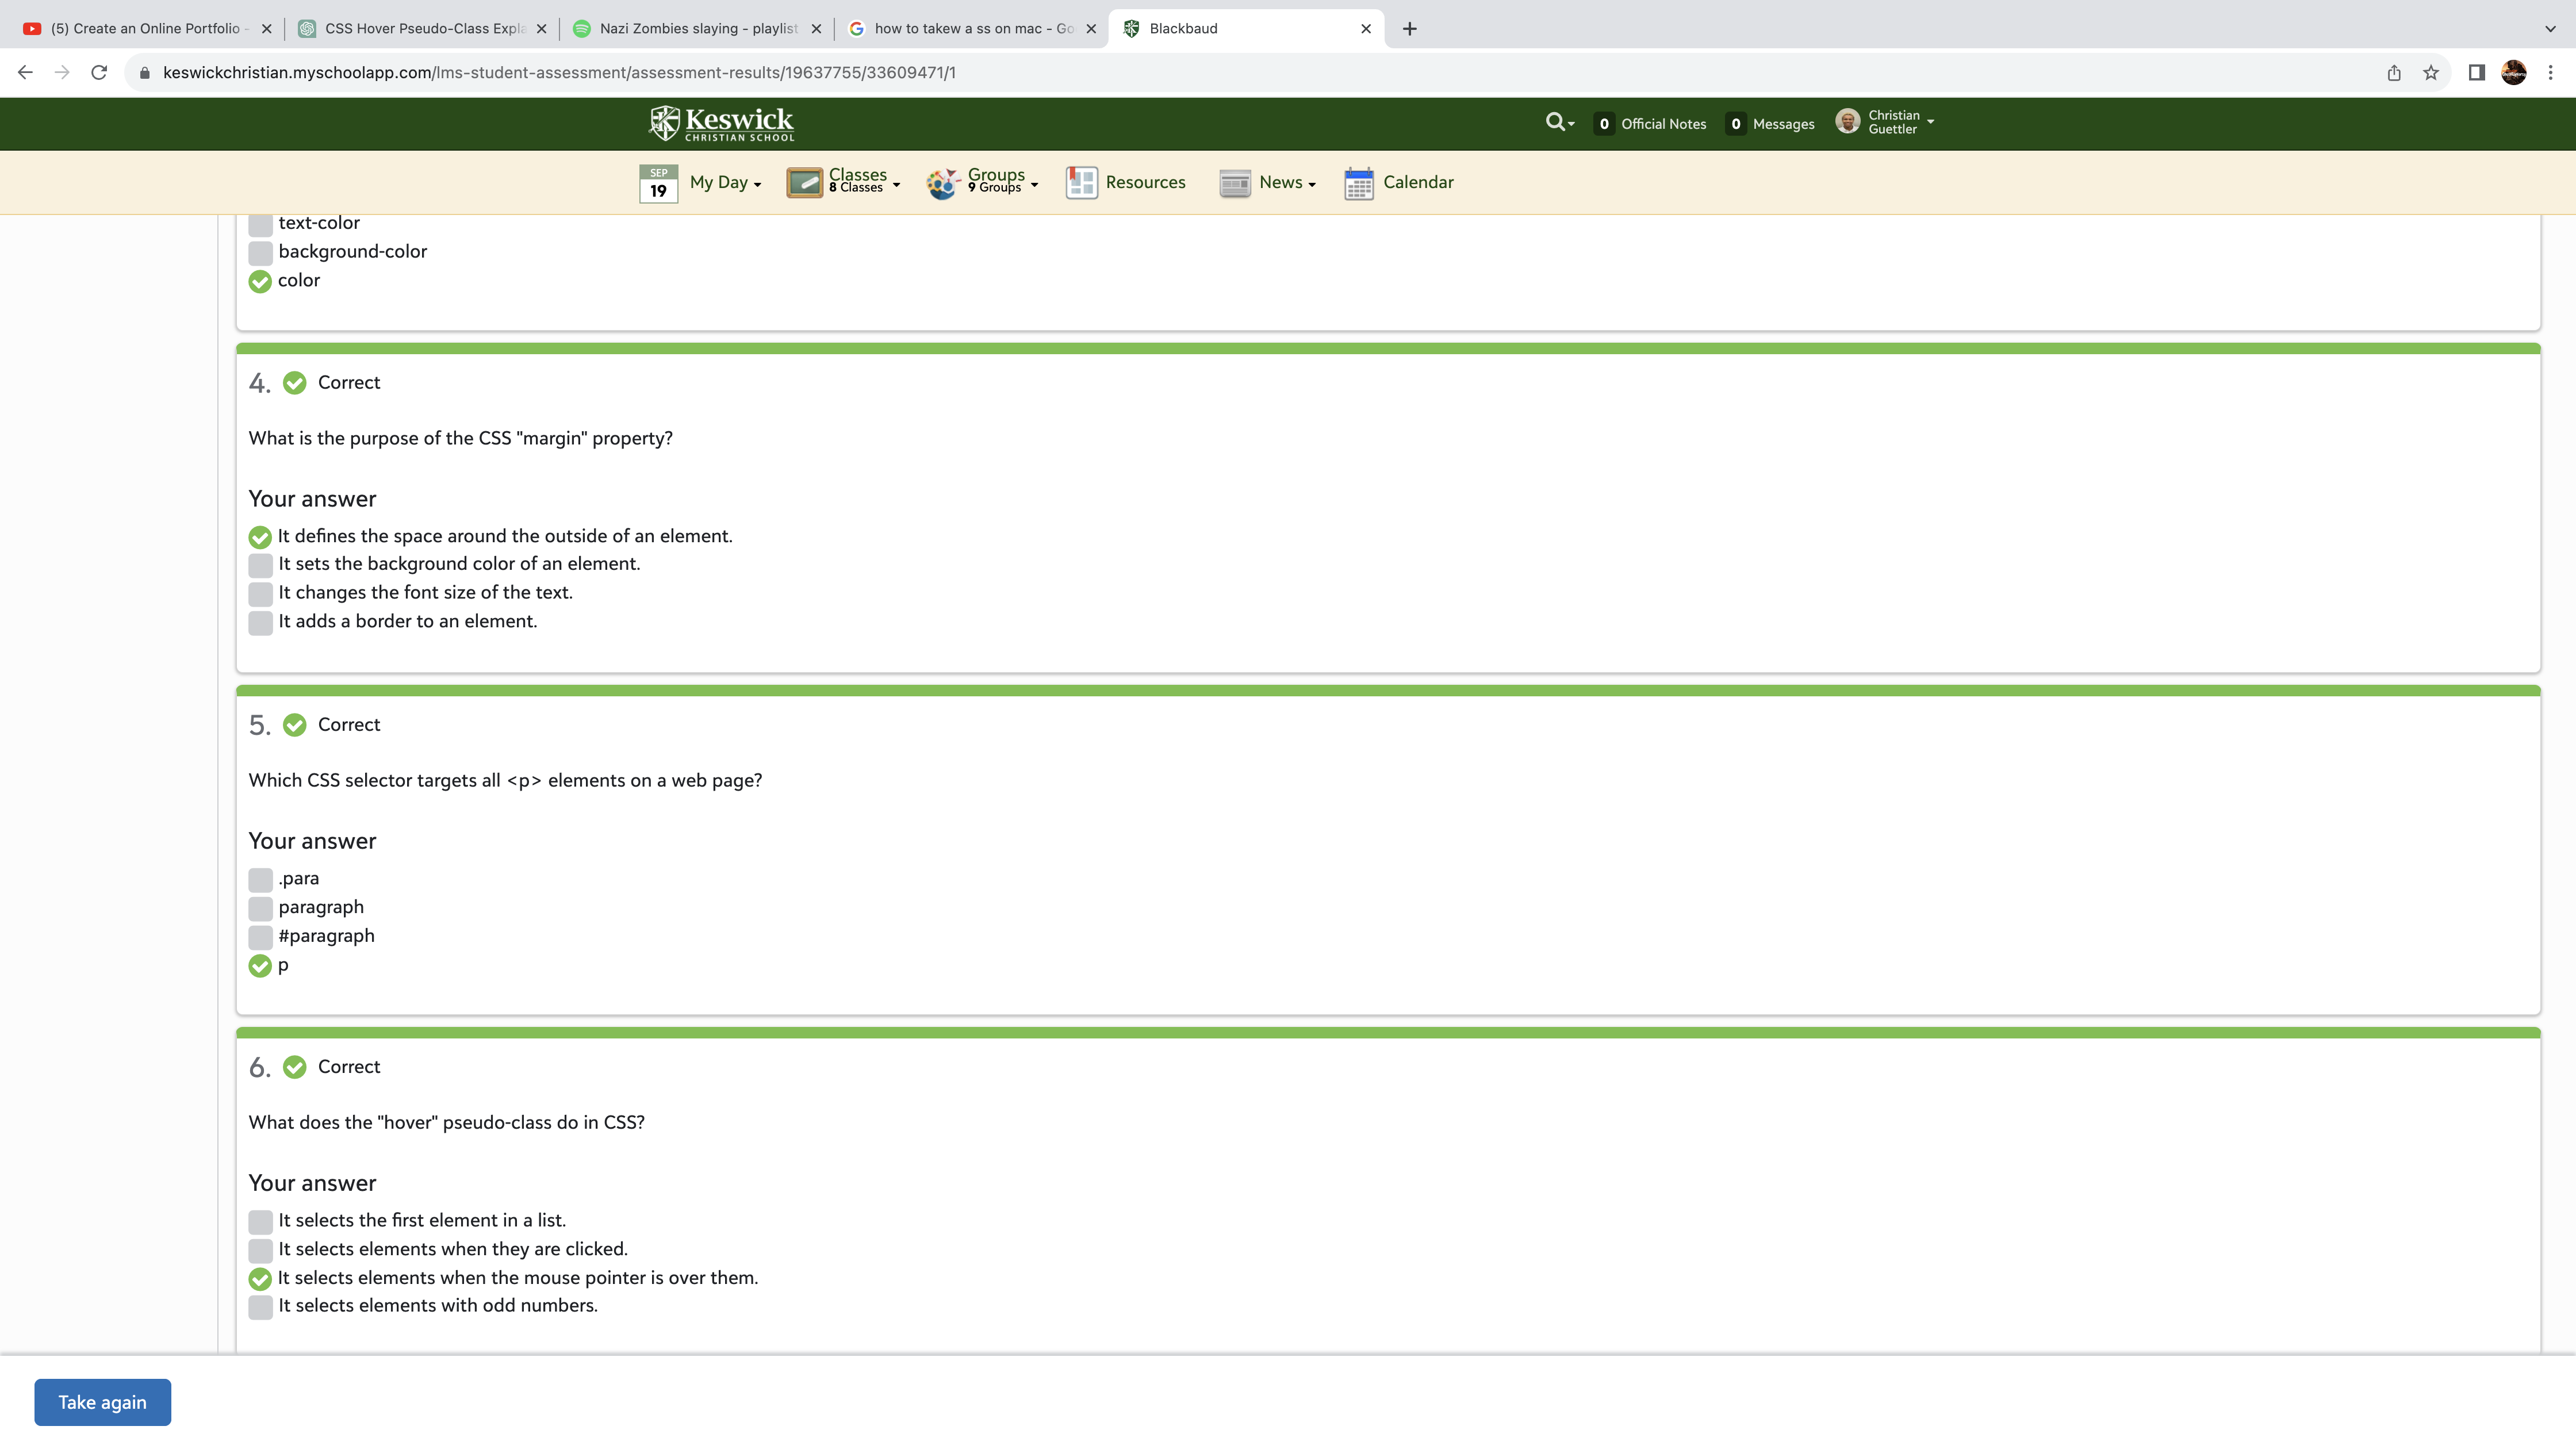 (5) Create an Online Portfolio -
CSS Hover Pseudo-Class Expla
Nazi Zombies slaying - playlist
how to takew a ss on mac - Go
Blackbaud
keswickchristian.myschoolapp.com/lms-student-assessment/assessment-results/19637755/33609471/1
Keswick
CHRISTIAN SCHOOL
0 Official Notes
0 Messages
Christian
Guettler
SEP
19
My Day
Classes
8 Classes
Groups
9 Groups
Resources
News
Calendar
text-color
background-color
color
4. Correct
What is the purpose of the CSS "margin" property?
Your answer
It defines the space around the outside of an element.
It sets the background color of an element.
It changes the font size of the text.
It adds a border to an element.
5. Correct
Which CSS selector targets all <p> elements on a web page?
Your answer
.para
paragraph
#paragraph
p
6. Correct
What does the "hover" pseudo-class do in CSS?
Your answer
It selects the first element in a list.
It selects elements when they are clicked.
It selects elements when the mouse pointer is over them.
It selects elements with odd numbers.
Take again